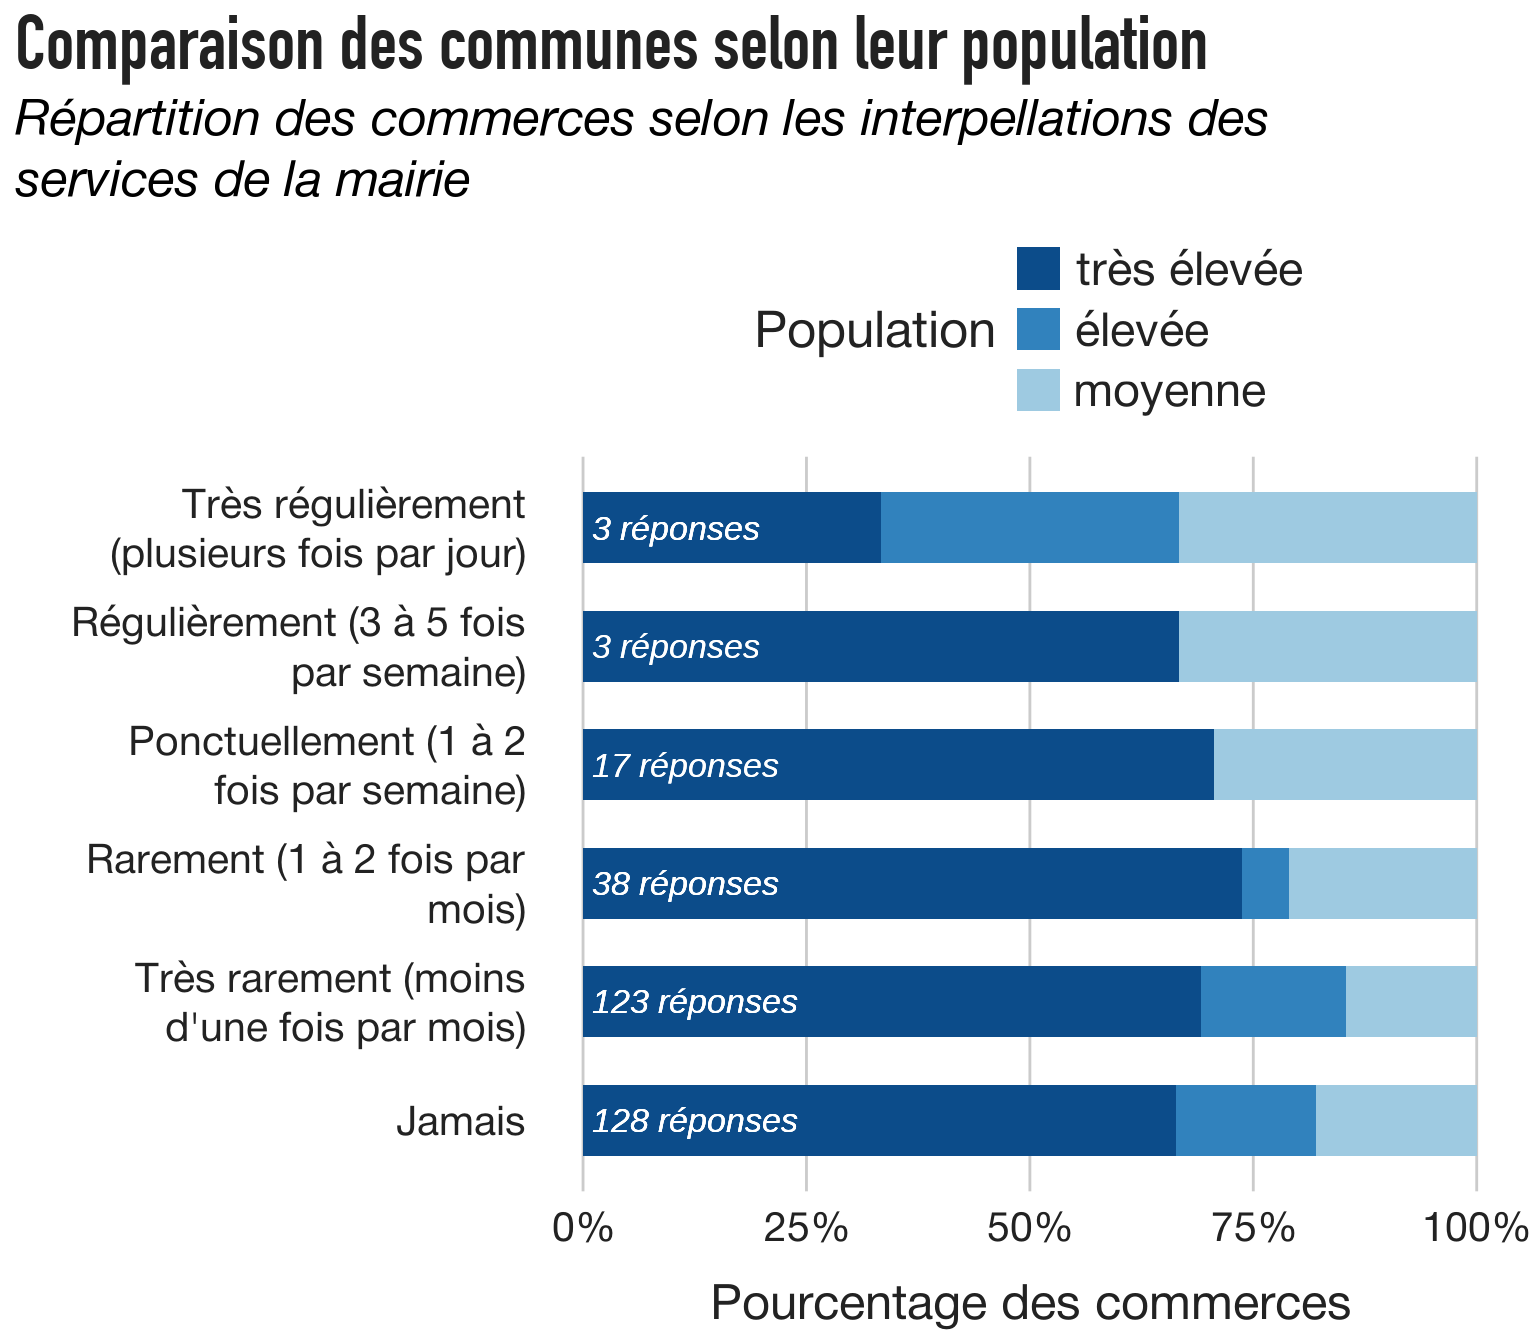 Comparaison des communes selon leur population
Répartition des commerces selon les interpellations des
services de la mairie
Population
très élevée
élevée
moyenne
Très régulièrement
(plusieurs fois par jour)
3 réponses
Régulièrement (3 à 5 fois
par semaine)
3 réponses
Ponctuellement (1 à 2
fois par semaine)
17 réponses
Rarement (1 à 2 fois par
mois)
38 réponses
Très rarement (moins
d'une fois par mois)
123 réponses
Jamais
128 réponses
0%
25%
50%
75%
100%
Pourcentage des commerces